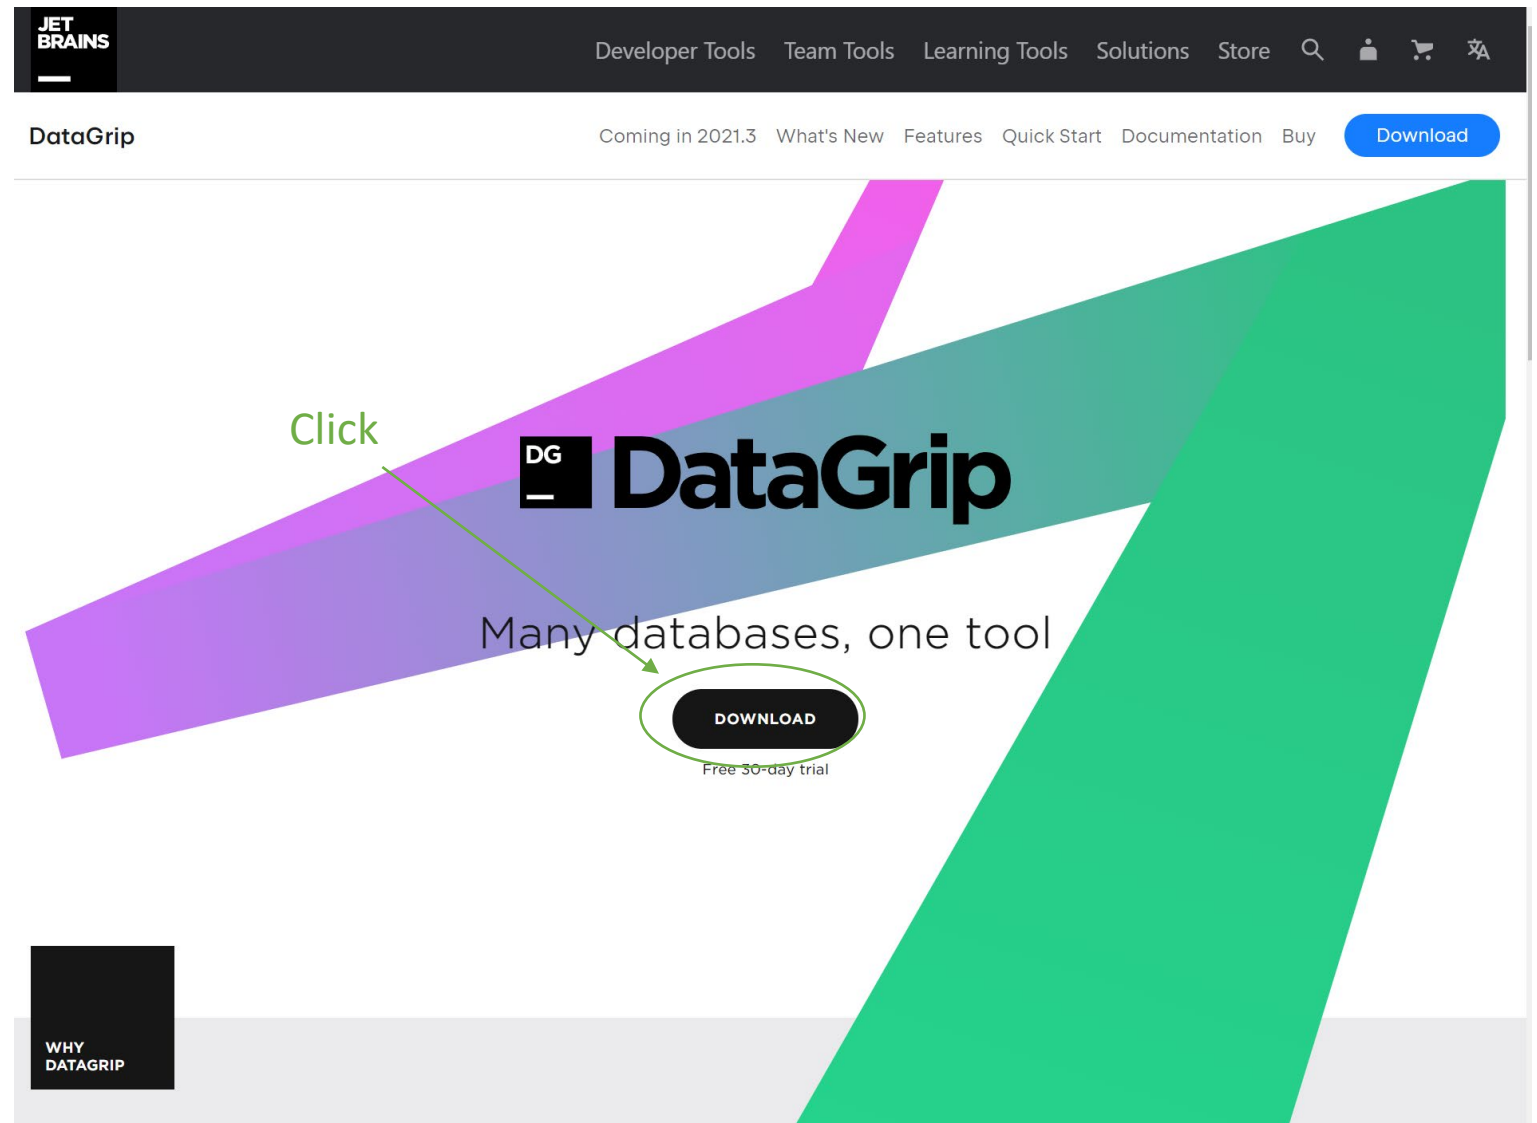 JET
BRAINS
Developer Tools Team Tools Learning Tools Solutions Store
DataGrip
Coming in 2021.3 What's New Features Quick Start Documentation Buy Download
Click
DG
DataGrip
Many databases, one tool
DOWNLOAD
Free 30-day trial
WHY
DATAGRIP